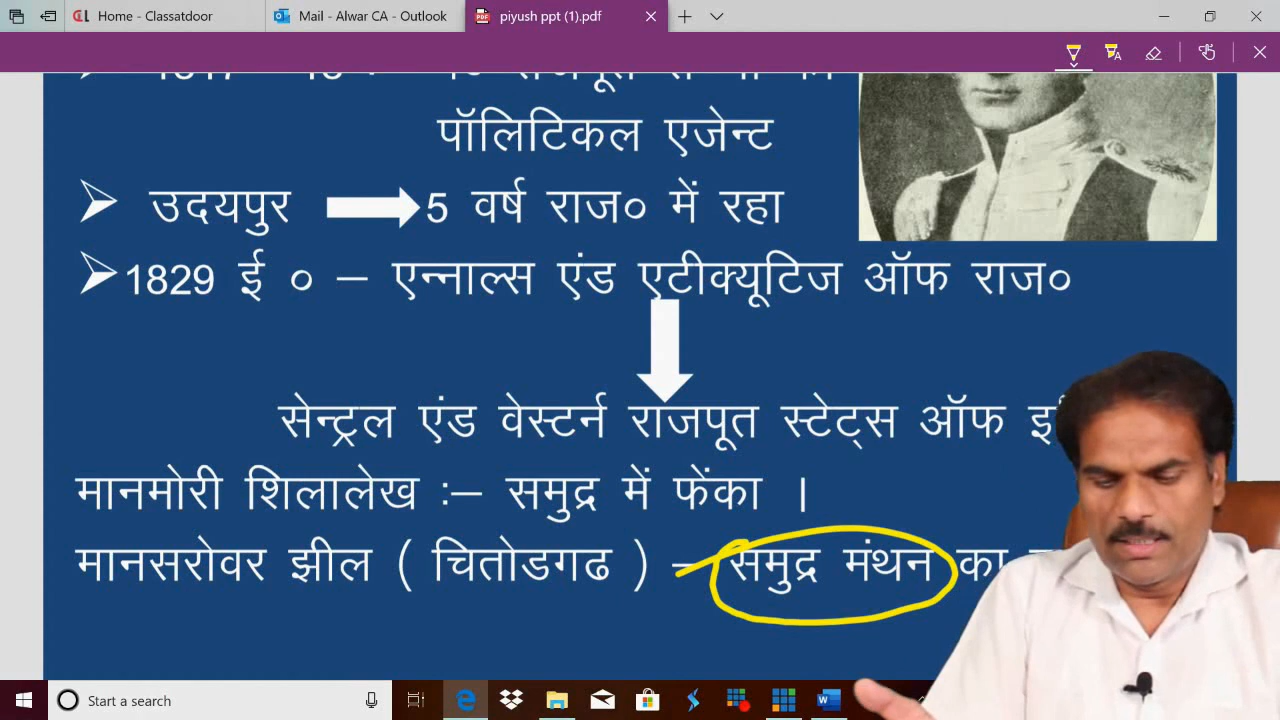 Home - Classatdoor
Mail - Alwar CA - Outlook
piyush ppt (1).pdf
पॉलिटिकल एजेन्ट
➢ उदयपुर 5 वर्ष राज० में रहा
➢ 1829 ई ० – एन्नाल्स एंड एटीक्यूटिज ऑफ राज०
सेन्ट्रल एंड वेस्टर्न राजपूत स्टेट्स ऑफ
मानमोरी शिलालेख :– समुद्र में फेंका ।
मानसरोवर झील ( चितोडगढ ) – समुद्र मंथन का
Start a search